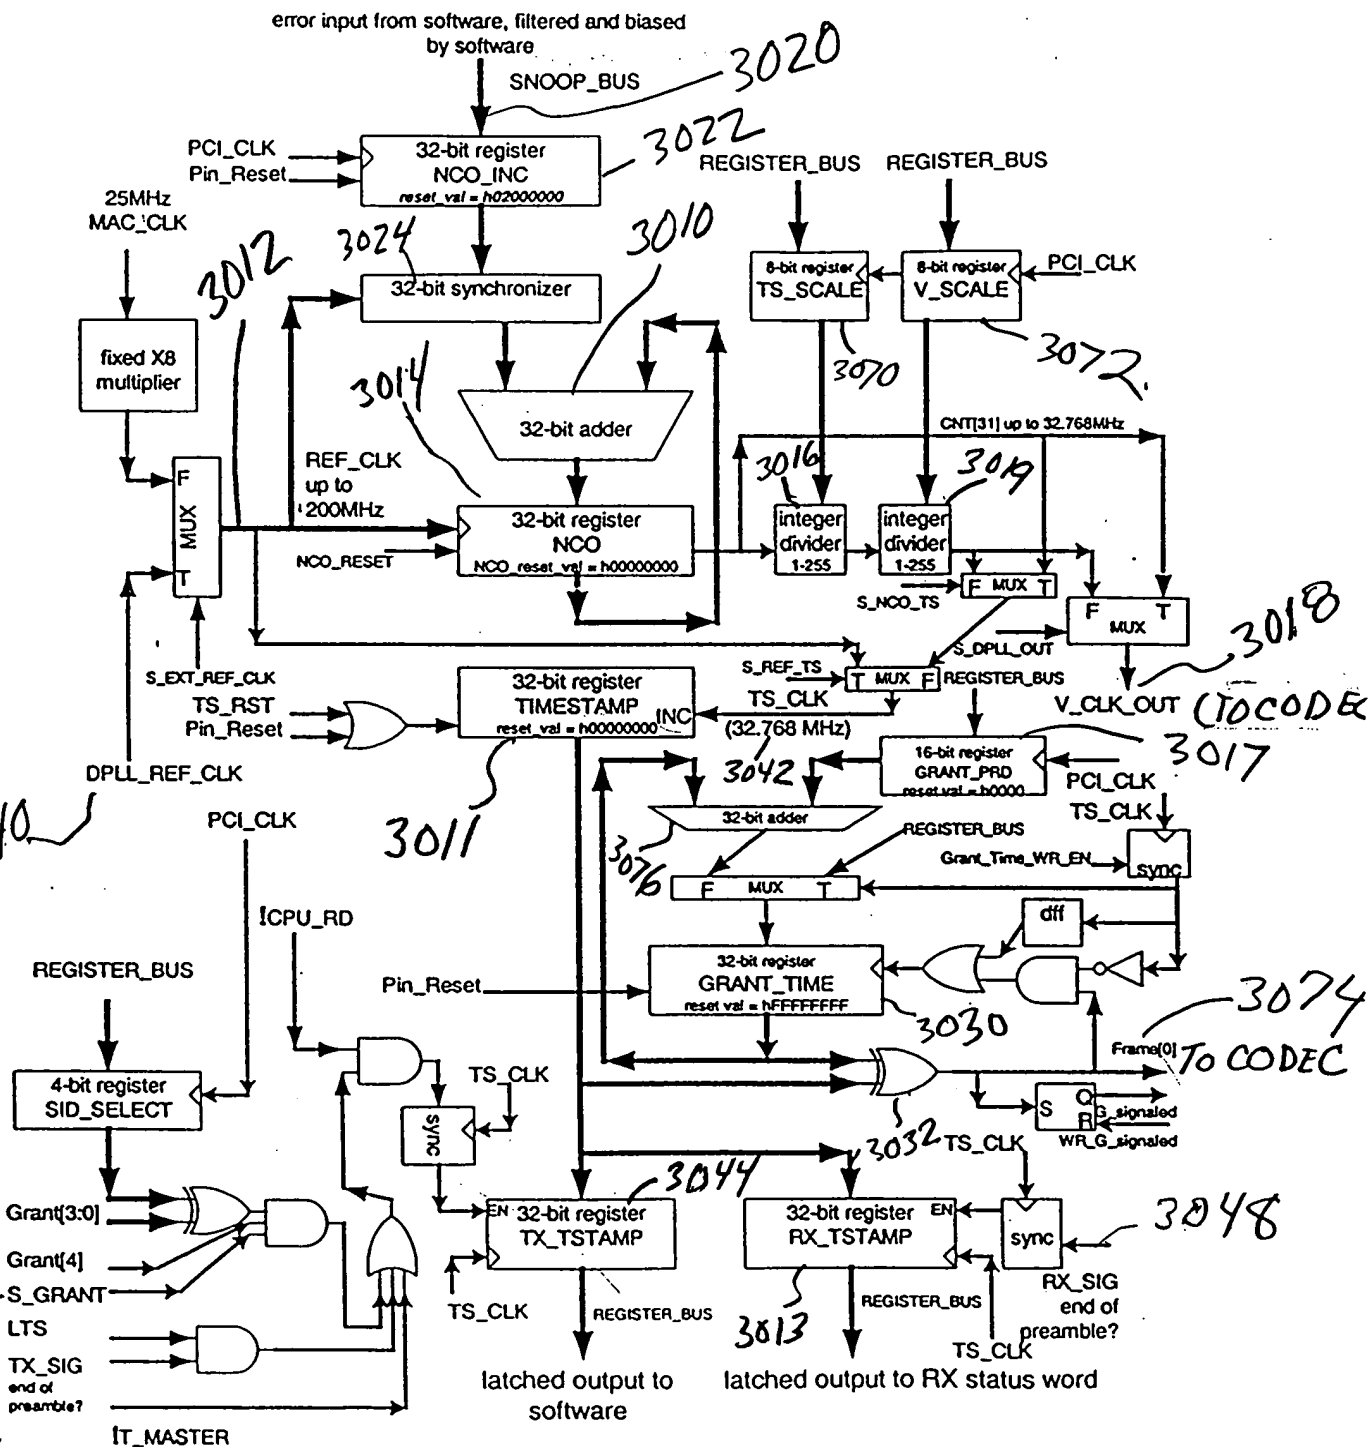 error input from software, filtered and biased
by software
SNOOP_BUS
3020
PCI_CLK
Pin_Reset
32-bit register
NCO_INC
reset_val = h02000000
3022
REGISTER_BUS
REGISTER_BUS
25MHz
MAC_CLK
3012
3024
32-bit synchronizer
3010
8-bit register
TS_SCALE
8-bit register
V_SCALE
PCI_CLK
3070
3072
fixed X8
multiplier
3014
32-bit adder
CNT[31] up to 32.768MHz
F
MUX
T
REF_CLK
up to
200MHz
3016
3019
32-bit register
NCO
NCO_reset_val = h00000000
NCO_RESET
integer
divider
1-255
integer
divider
1-255
S_NCO_TS
F MUX T
F T
MUX
S_DPLL_OUT
3018
S_EXT_REF_CLK
S_REF_TS
T MUX F
REGISTER_BUS
V_CLK_OUT (TO CODEC
TS_RST
Pin_Reset
32-bit register
TIMESTAMP
reset_val = h00000000
INC
TS_CLK
(32.768 MHz)
3042
16-bit register
GRANT_PRD
reset val = h0000
3017
PCI_CLK
DPLL_REF_CLK
10
3011
TS_CLK
PCI_CLK
32-bit adder
3076
REGISTER_BUS
Grant_Time_WR_EN
sync
F MUX T
!CPU_RD
dff
REGISTER_BUS
Pin_Reset
32-bit register
GRANT_TIME
reset val = hFFFFFFFF
3030
3074
Frame[0]
TO CODEC
4-bit register
SID_SELECT
TS_CLK
sync
S Q
R
G_signaled
WR_G_signaled
3032
TS_CLK
3044
Grant[3:0]
Grant[4]
S_GRANT
LTS
TX_SIG
end of
preamble?
!T_MASTER
EN
32-bit register
TX_TSTAMP
32-bit register
RX_TSTAMP
EN
sync
3048
TS_CLK
REGISTER_BUS
3013
REGISTER_BUS
TS_CLK
RX_SIG
end of
preamble?
latched output to
software
latched output to RX status word